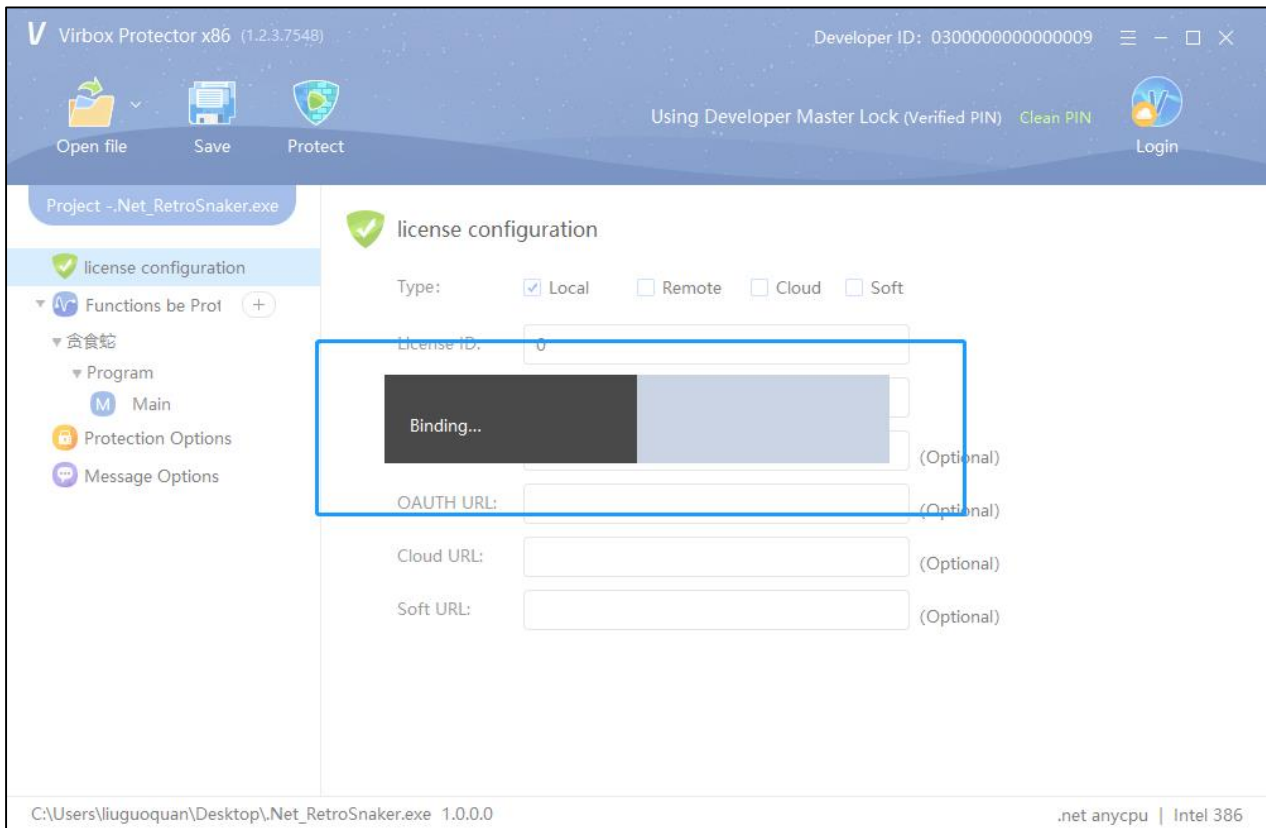 V Virbox Protector x86 (1.2.3.7548)
Developer ID: 0300000000000009
Open file
Save
Protect
Using Developer Master Lock (Verified PIN) Clean PIN
Login
Project -.Net_RetroSnaker.exe
license configuration
Functions be Prot
贪食蛇
Program
M Main
Protection Options
Message Options
license configuration
Type: Local Remote Cloud Soft
License ID: 0
Binding...
(Optional)
OAUTH URL: (Optional)
Cloud URL: (Optional)
Soft URL: (Optional)
C:\Users\liuguoquan\Desktop\.Net_RetroSnaker.exe 1.0.0.0
.net anycpu | Intel 386